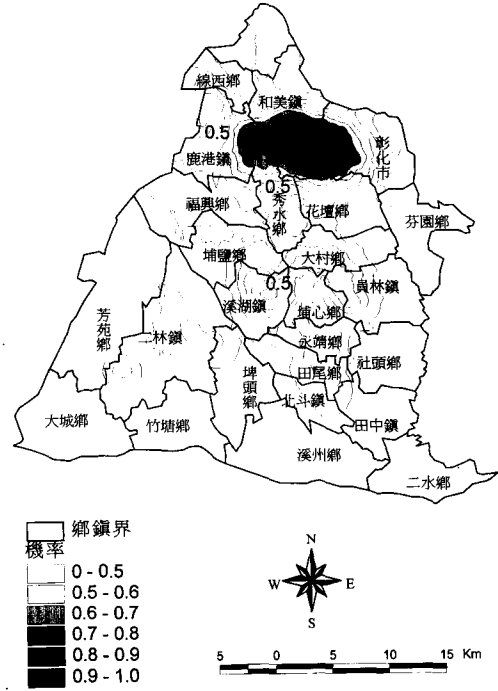 線西鄉
和美鎮
0.5
彰化市
鹿港鎮
0.5
秀水鄉
福興鄉
花壇鄉
芬園鄉
埔鹽鄉
大村鄉
0.5
員林鎮
溪湖鎮
埔心鄉
芳苑鄉
二林鎮
永靖鄉
社頭鄉
埤頭鄉
田尾鄉
北斗鎮
大城鄉
竹塘鄉
田中鎮
溪州鄉
二水鄉
鄉鎮界
機率
0 - 0.5
0.5 - 0.6
0.6 - 0.7
0.7 - 0.8
0.8 - 0.9
0.9 - 1.0
N
W E
S
5 0 5 10 15 Km